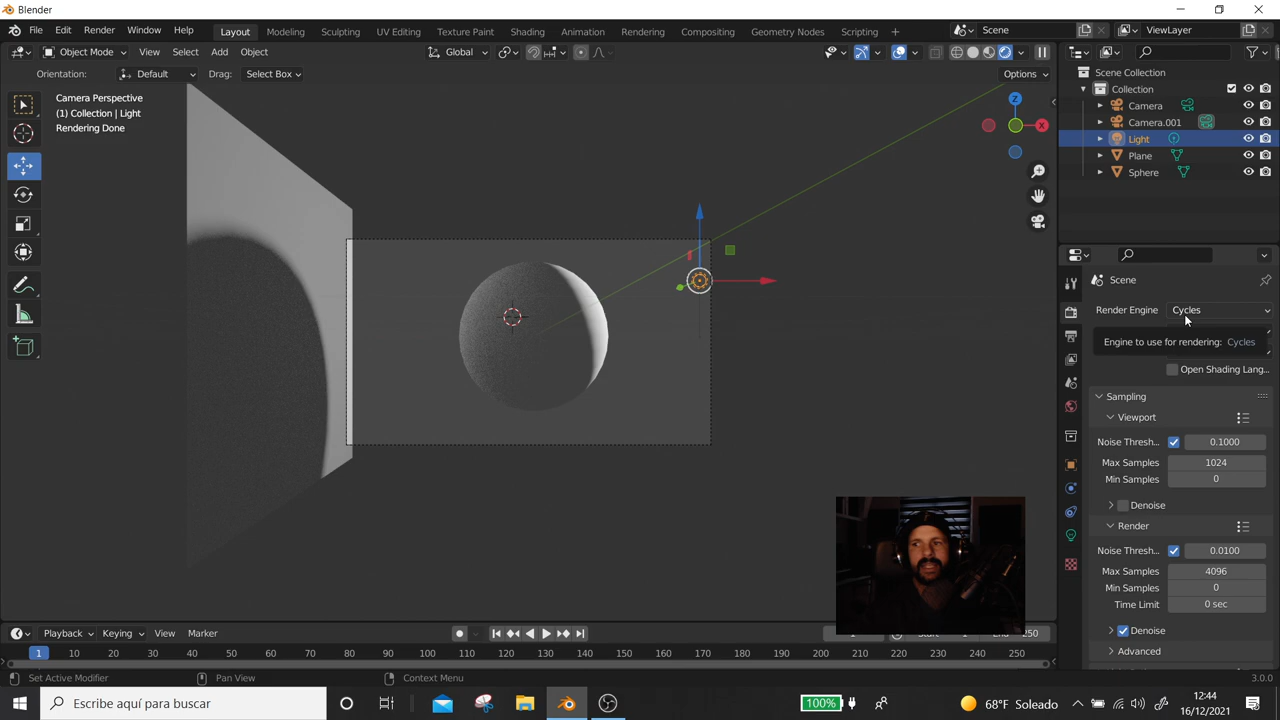 Blender
File Edit Render Window Help Layout Modeling Sculpting UV Editing Texture Paint Shading Animation Rendering Compositing Geometry Nodes Scripting + Scene ViewLayer
Object Mode View Select Add Object Global
Orientation: Default Drag: Select Box Options
Camera Perspective
(1) Collection | Light
Rendering Done
Z
X
Scene Collection
Collection
Camera
Camera.001
Light
Plane
Sphere
Scene
Render Engine Cycles
Engine to use for rendering: Cycles
Open Shading Lang...
Sampling
Viewport
Noise Thresh... 0.1000
Max Samples 1024
Min Samples 0
Denoise
Render
Noise Thresh... 0.0100
Max Samples 4096
Min Samples 0
Time Limit 0 sec
Denoise
Advanced
Playback Keying View Marker 1 Start 1 End 250
1 10 20 30 40 50 60 70 80 90 100 110 120 130 140 150 160 170 180 190 200 210 220 230 240 250
Set Active Modifier Pan View Context Menu 3.0.0
Escribe aquí para buscar 100% 68°F Soleado 12:44
16/12/2021